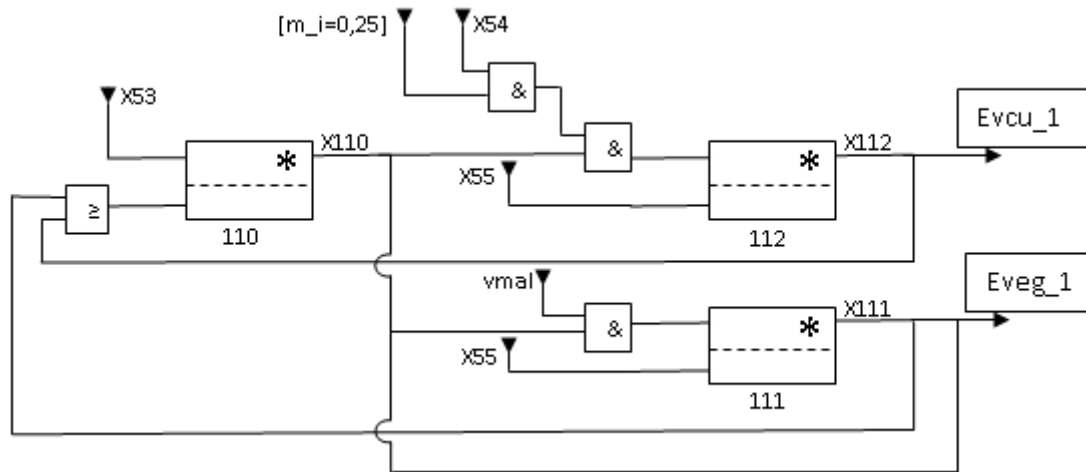 [m_i=0,25]
X54
X53
&
Evcu_1
X110
*
&
X112
*
X55
≥
110
112
vmal
Eveg_1
&
X111
*
X55
111